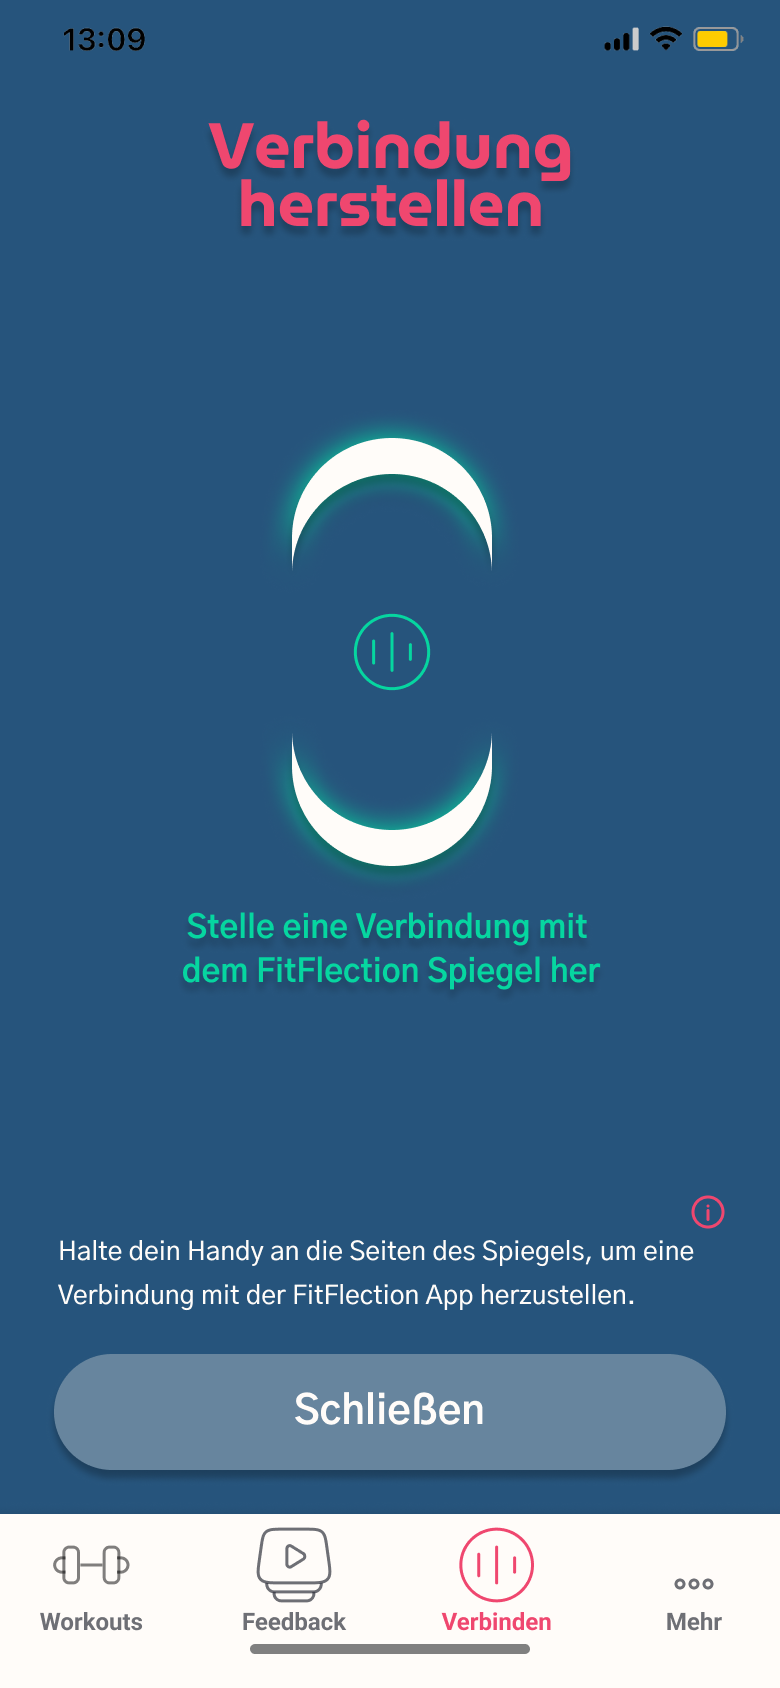 13:09
Verbindung
herstellen
Stelle eine Verbindung mit
dem FitFlection Spiegel her
Halte dein Handy an die Seiten des Spiegels, um eine
Verbindung mit der FitFlection App herzustellen.
Schließen
Workouts
Feedback
Verbinden
Mehr